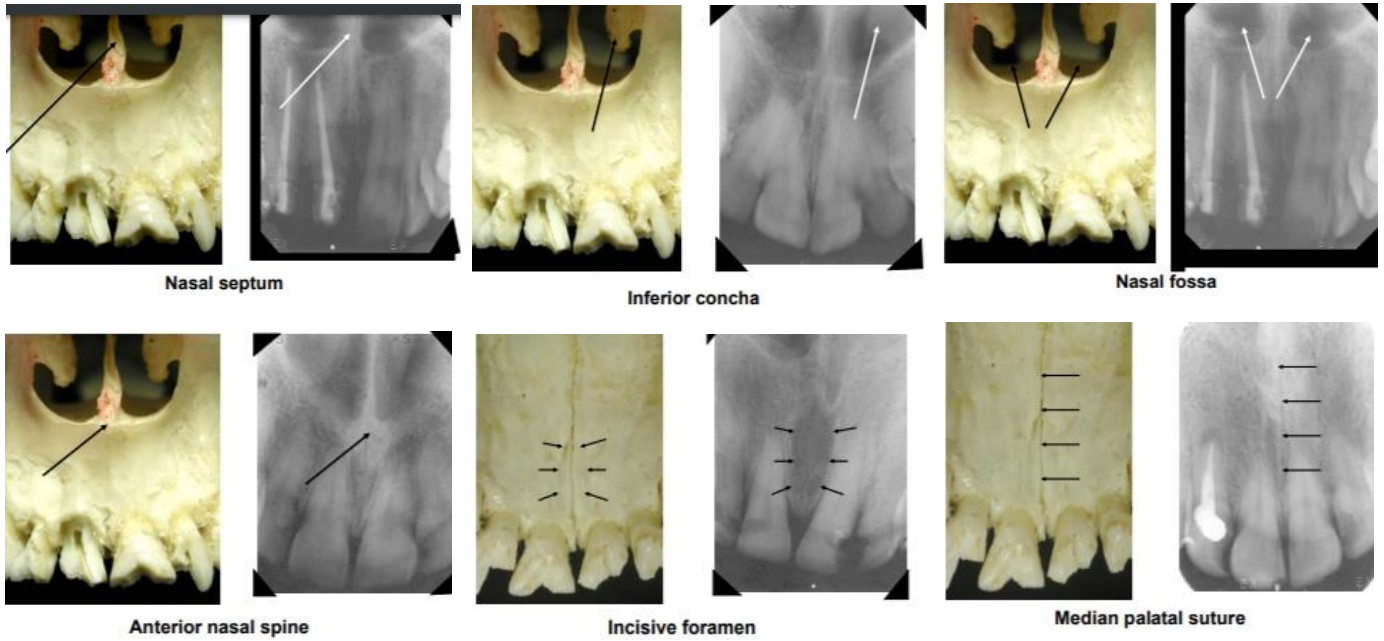 Nasal septum
Inferior concha
Nasal fossa
Anterior nasal spine
Incisive foramen
Median palatal suture